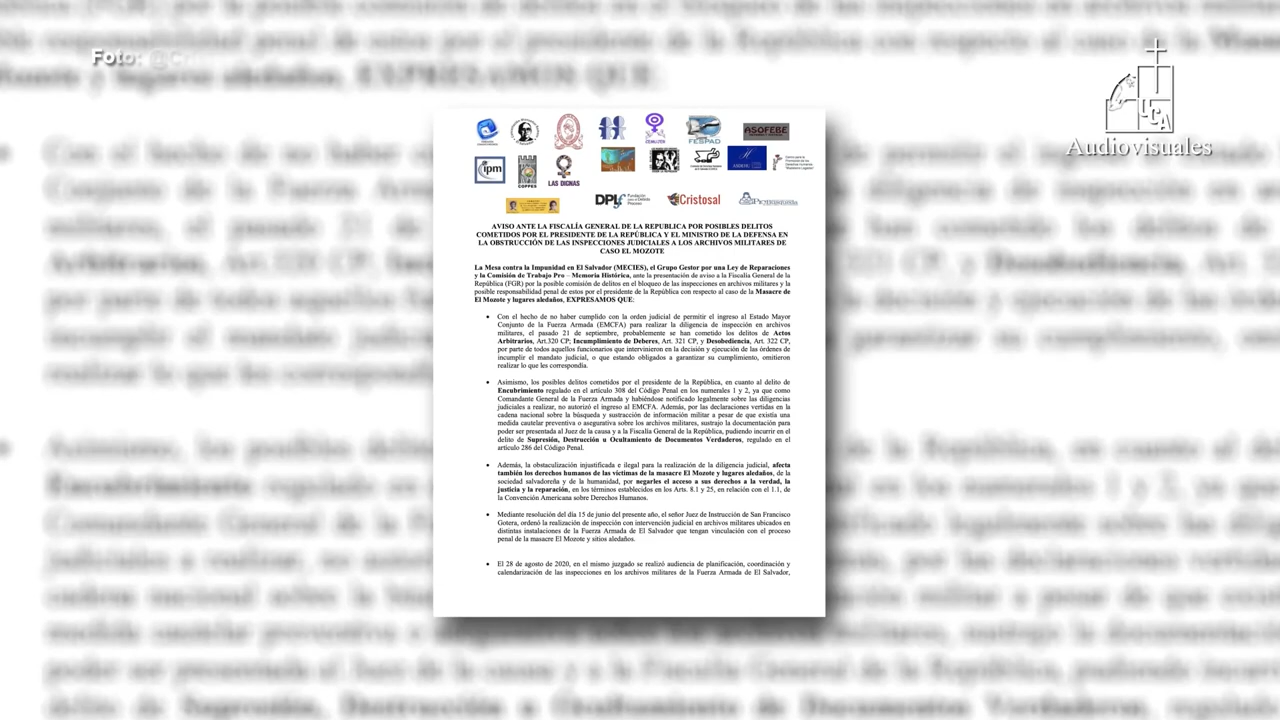 Foto:
UCA
Audiovisuales
CEMUJER
FESPAD
ASOFEBE
ipm
COPPES
LAS DIGNAS
DPLf Fundación para el Debido Proceso
Cristosal
AVISO ANTE LA FISCALÍA GENERAL DE LA REPUBLICA POR POSIBLES DELITOS
COMETIDOS POR EL PRESIDENTE DE LA REPÚBLICA Y EL MINISTRO DE LA DEFENSA EN
LA OBSTRUCCIÓN DE LAS INSPECCIONES JUDICIALES A LOS ARCHIVOS MILITARES DE
CASO EL MOZOTE
La Mesa contra la Impunidad en El Salvador (MECIES), el Grupo Gestor por una Ley de Reparaciones
y la Comisión de Trabajo Pro – Memoria Histórica, ante la presentación de aviso a la Fiscalía General de la
República (FGR) por la posible comisión de delitos en el bloqueo de las inspecciones en archivos militares y la
posible responsabilidad penal de estos por el presidente de la República con respecto al caso de la Masacre de
El Mozote y lugares aledaños, EXPRESAMOS QUE:
• Con el hecho de no haber cumplido con la orden judicial de permitir el ingreso al Estado Mayor
Conjunto de la Fuerza Armada (EMCFA) para realizar la diligencia de inspección en archivos
militares, el pasado 21 de septiembre, probablemente se han cometido los delitos de Actos
Arbitrarios, Art.320 CP; Incumplimiento de Deberes, Art. 321 CP, y Desobediencia, Art. 322 CP,
por parte de todos aquellos funcionarios que intervinieron en la decisión y ejecución de las órdenes de
incumplir el mandato judicial, o que estando obligados a garantizar su cumplimiento, omitieron
realizar lo que les correspondía.
• Asimismo, los posibles delitos cometidos por el presidente de la República, en cuanto al delito de
Encubrimiento regulado en el artículo 308 del Código Penal en los numerales 1 y 2, ya que como
Comandante General de la Fuerza Armada y habiéndose notificado legalmente sobre las diligencias
judiciales a realizar, no autorizó el ingreso al EMCFA. Además, por las declaraciones vertidas en la
cadena nacional sobre la búsqueda y sustracción de información militar a pesar de que existía una
medida cautelar preventiva o asegurativa sobre los archivos militares, sustrajo la documentación para
poder ser presentada al Juez de la causa y a la Fiscalía General de la República, pudiendo incurrir en el
delito de Supresión, Destrucción u Ocultamiento de Documentos Verdaderos, regulado en el
artículo 286 del Código Penal.
• Además, la obstaculización injustificada e ilegal para la realización de la diligencia judicial, afecta
también los derechos humanos de las víctimas de la masacre El Mozote y lugares aledaños, de la
sociedad salvadoreña y de la humanidad, por negarles el acceso a sus derechos a la verdad, la
justicia y la reparación, en los términos establecidos en los Arts. 8.1 y 25, en relación con el 1.1, de
la Convención Americana sobre Derechos Humanos.
• Mediante resolución del día 15 de junio del presente año, el señor Juez de Instrucción de San Francisco
Gotera, ordenó la realización de inspección con intervención judicial en archivos militares ubicados en
distintas instalaciones de la Fuerza Armada de El Salvador que tengan vinculación con el proceso
penal de la masacre El Mozote y sitios aledaños.
• El 28 de agosto de 2020, en el mismo juzgado se realizó audiencia de planificación, coordinación y
calendarización de las inspecciones en los archivos militares de la Fuerza Armada de El Salvador,